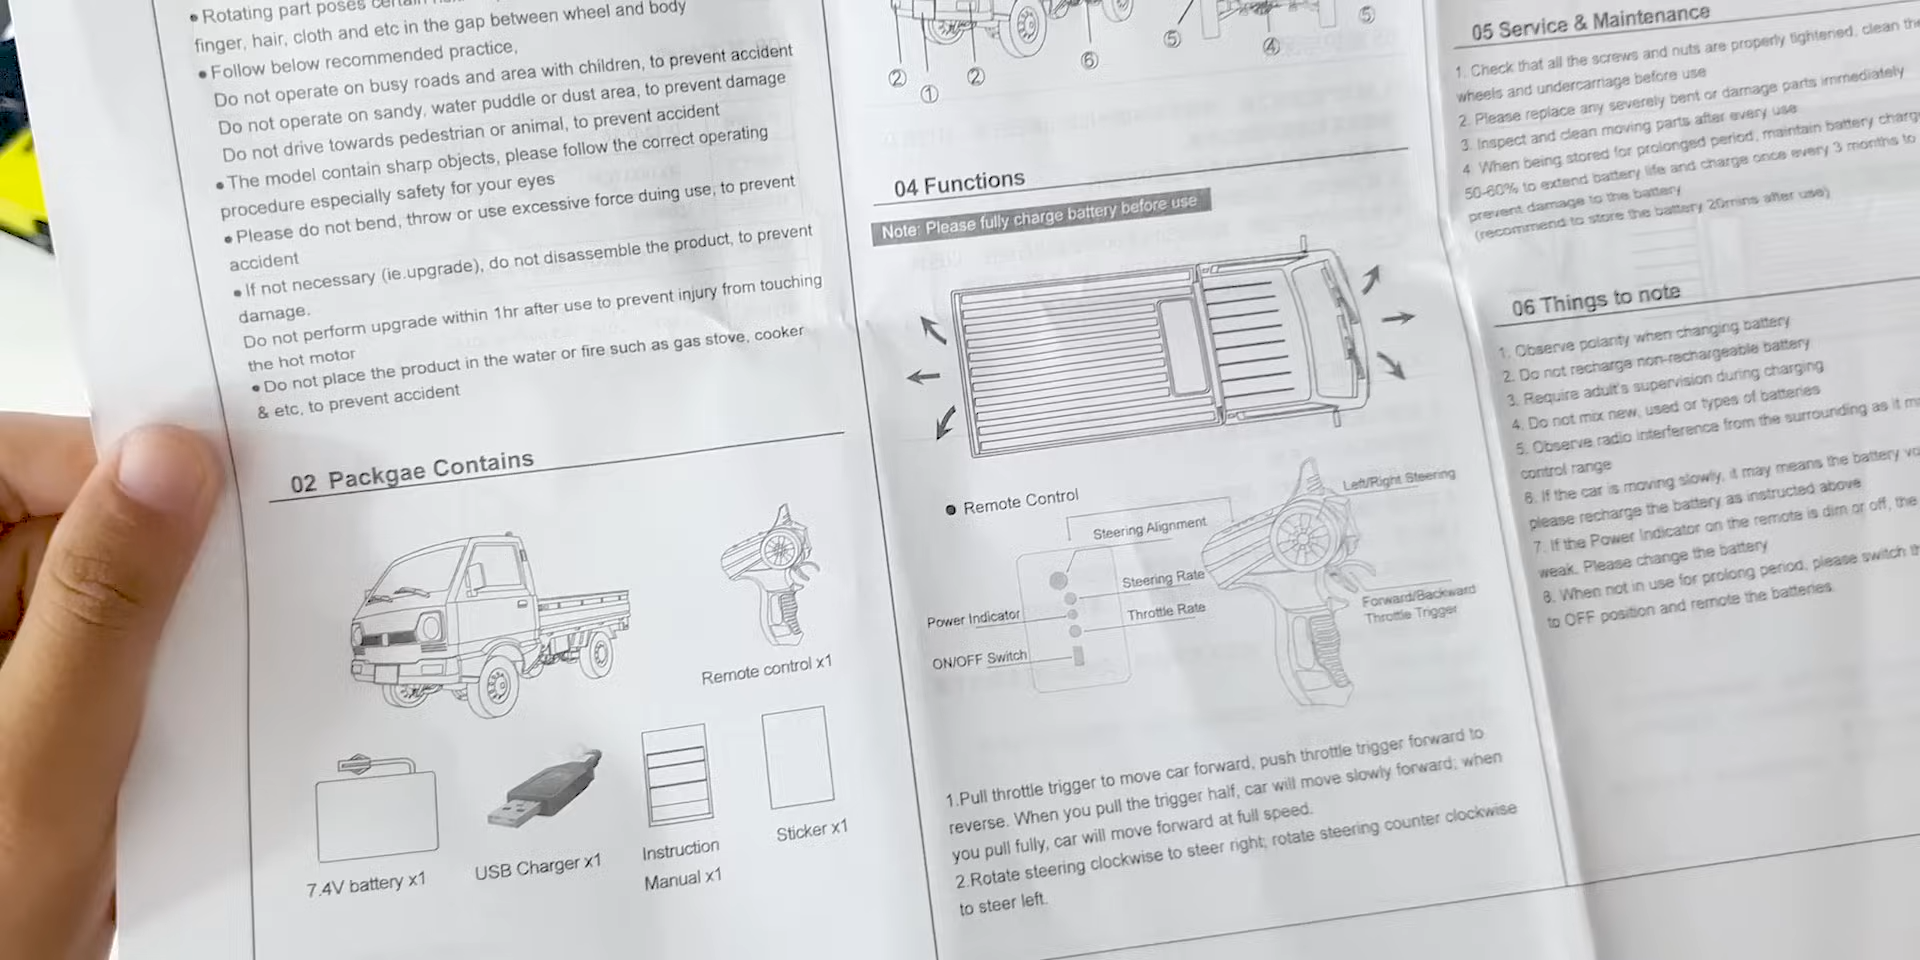 • Rotating part poses certain
finger, hair, cloth and etc in the gap between wheel and body
• Follow below recommended practice,
Do not operate on busy roads and area with children, to prevent accident
Do not operate on sandy, water puddle or dust area, to prevent damage
Do not drive towards pedestrian or animal, to prevent accident
• The model contain sharp objects, please follow the correct operating
procedure especially safety for your eyes
• Please do not bend, throw or use excessive force duing use, to prevent
accident
• If not necessary (ie.upgrade), do not disassemble the product, to prevent
damage.
Do not perform upgrade within 1hr after use to prevent injury from touching
the hot motor
• Do not place the product in the water or fire such as gas stove, cooker
& etc, to prevent accident
02 Packgae Contains
Remote control x1
7.4V battery x1
USB Charger x1
Instruction
Manual x1
Sticker x1
② ① ② ⑥ ⑤ ④ ⑤
04 Functions
Note: Please fully charge battery before use
• Remote Control
Left/Right Steering
Steering Alignment
Steering Rate
Throttle Rate
Power Indicator
ON/OFF Switch
Forward/Backward
Throttle Trigger
1.Pull throttle trigger to move car forward, push throttle trigger forward to
reverse. When you pull the trigger half, car will move slowly forward; when
you pull fully, car will move forward at full speed.
2.Rotate steering clockwise to steer right; rotate steering counter clockwise
to steer left.
05 Service & Maintenance
1. Check that all the screws and nuts are properly tightened, clean the
wheels and undercarriage before use
2. Please replace any severely bent or damage parts immediately
3. Inspect and clean moving parts after every use
4. When being stored for prolonged period, maintain battery charg
50-60% to extend battery life and charge once every 3 months to
prevent damage to the battery
(recommend to store the battery 20mins after use)
06 Things to note
1. Observe polarity when changing battery
2. Do not recharge non-rechargeable battery
3. Require adult's supervision during charging
4. Do not mix new, used or types of batteries
5. Observe radio interference from the surrounding as it m
control range
6. If the car is moving slowly, it may means the battery vo
please recharge the battery as instructed above
7. If the Power Indicator on the remote is dim or off, the
weak. Please change the battery
8. When not in use for prolong period, please switch th
to OFF position and remote the batteries.